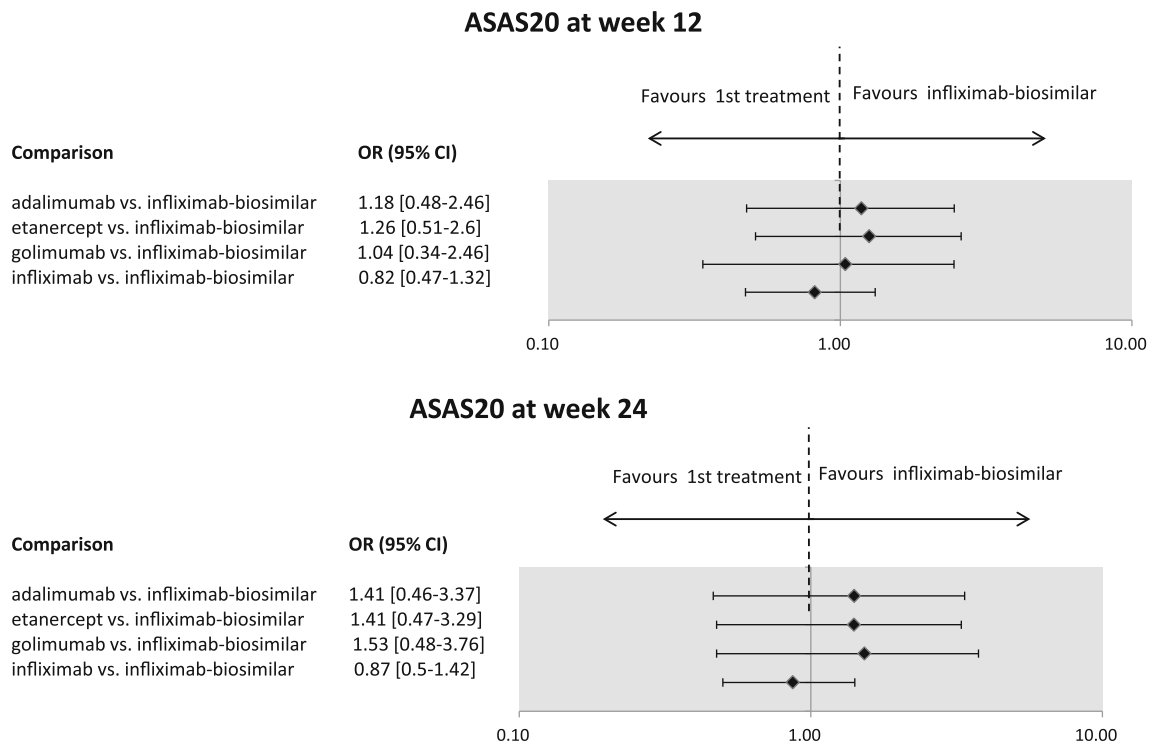 ASAS20 at week 12
Favours 1st treatment Favours infliximab-biosimilar
Comparison OR (95% CI)
adalimumab vs. infliximab-biosimilar 1.18 [0.48-2.46]
etanercept vs. infliximab-biosimilar 1.26 [0.51-2.6]
golimumab vs. infliximab-biosimilar 1.04 [0.34-2.46]
infliximab vs. infliximab-biosimilar 0.82 [0.47-1.32]
0.10 1.00 10.00
ASAS20 at week 24
Favours 1st treatment Favours infliximab-biosimilar
Comparison OR (95% CI)
adalimumab vs. infliximab-biosimilar 1.41 [0.46-3.37]
etanercept vs. infliximab-biosimilar 1.41 [0.47-3.29]
golimumab vs. infliximab-biosimilar 1.53 [0.48-3.76]
infliximab vs. infliximab-biosimilar 0.87 [0.5-1.42]
0.10 1.00 10.00